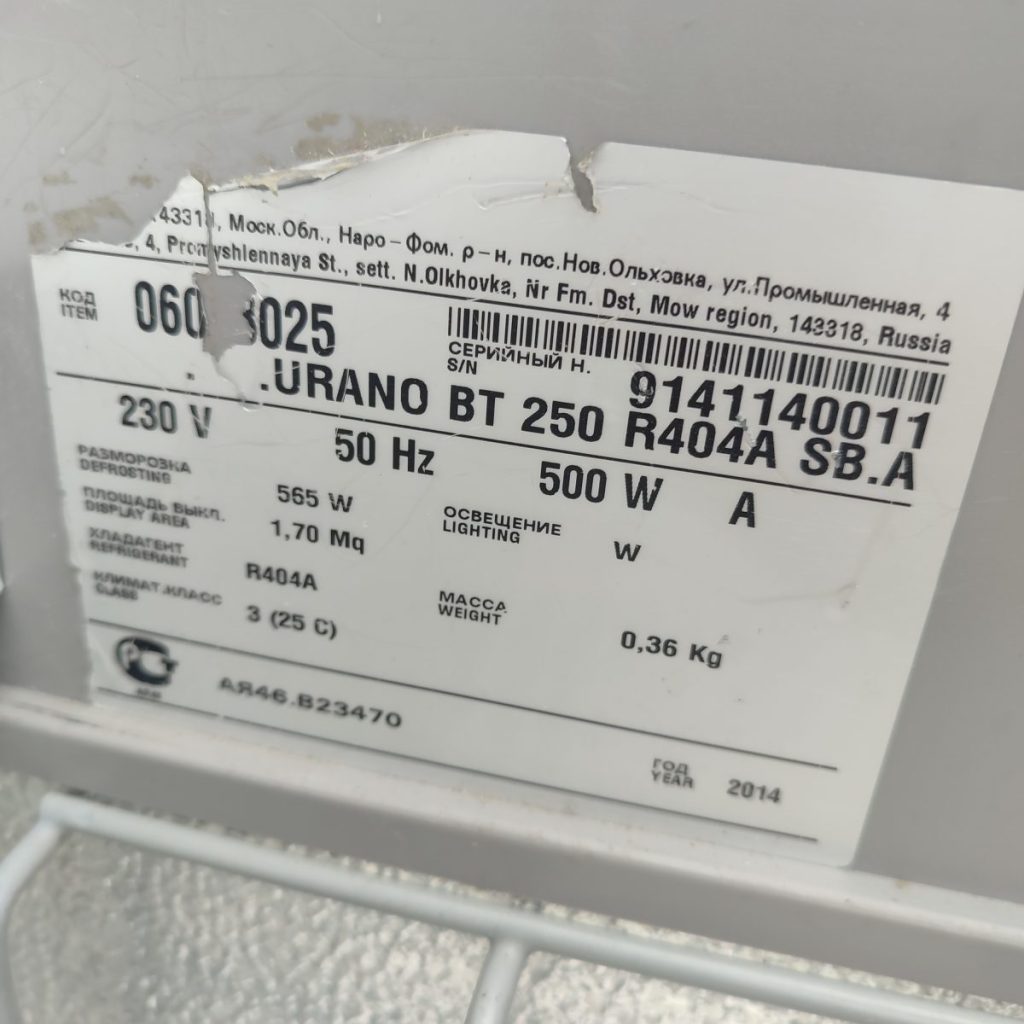 43318, Моск.Обл., Наро-Фом. р-н, пос.Нов.Ольховка, ул.Промышленная, 4
4, Promyshlennaya St., sett. N.Olkhovka, Nr Fm. Dst, Mow region, 143318, Russia
КОД
ITEM
СЕРИЙНЫЙ Н.
S/N
9141140011
.URANO BT 250 R404A SB.A
230 V 50 Hz 500 W A
РАЗМОРОЗКА
DEFROSTING
565 W
ОСВЕЩЕНИЕ
LIGHTING
W
ПЛОЩАДЬ ВЫКЛ.
DISPLAY AREA
1,70 Mq
ХЛАДАГЕНТ
REFRIGERANT
R404A
МАССА
WEIGHT
0,36 Kg
КЛИМАТ.КЛАСС
CLASS
3 (25 C)
АЯ46.В23470
ГОД
YEAR
2014